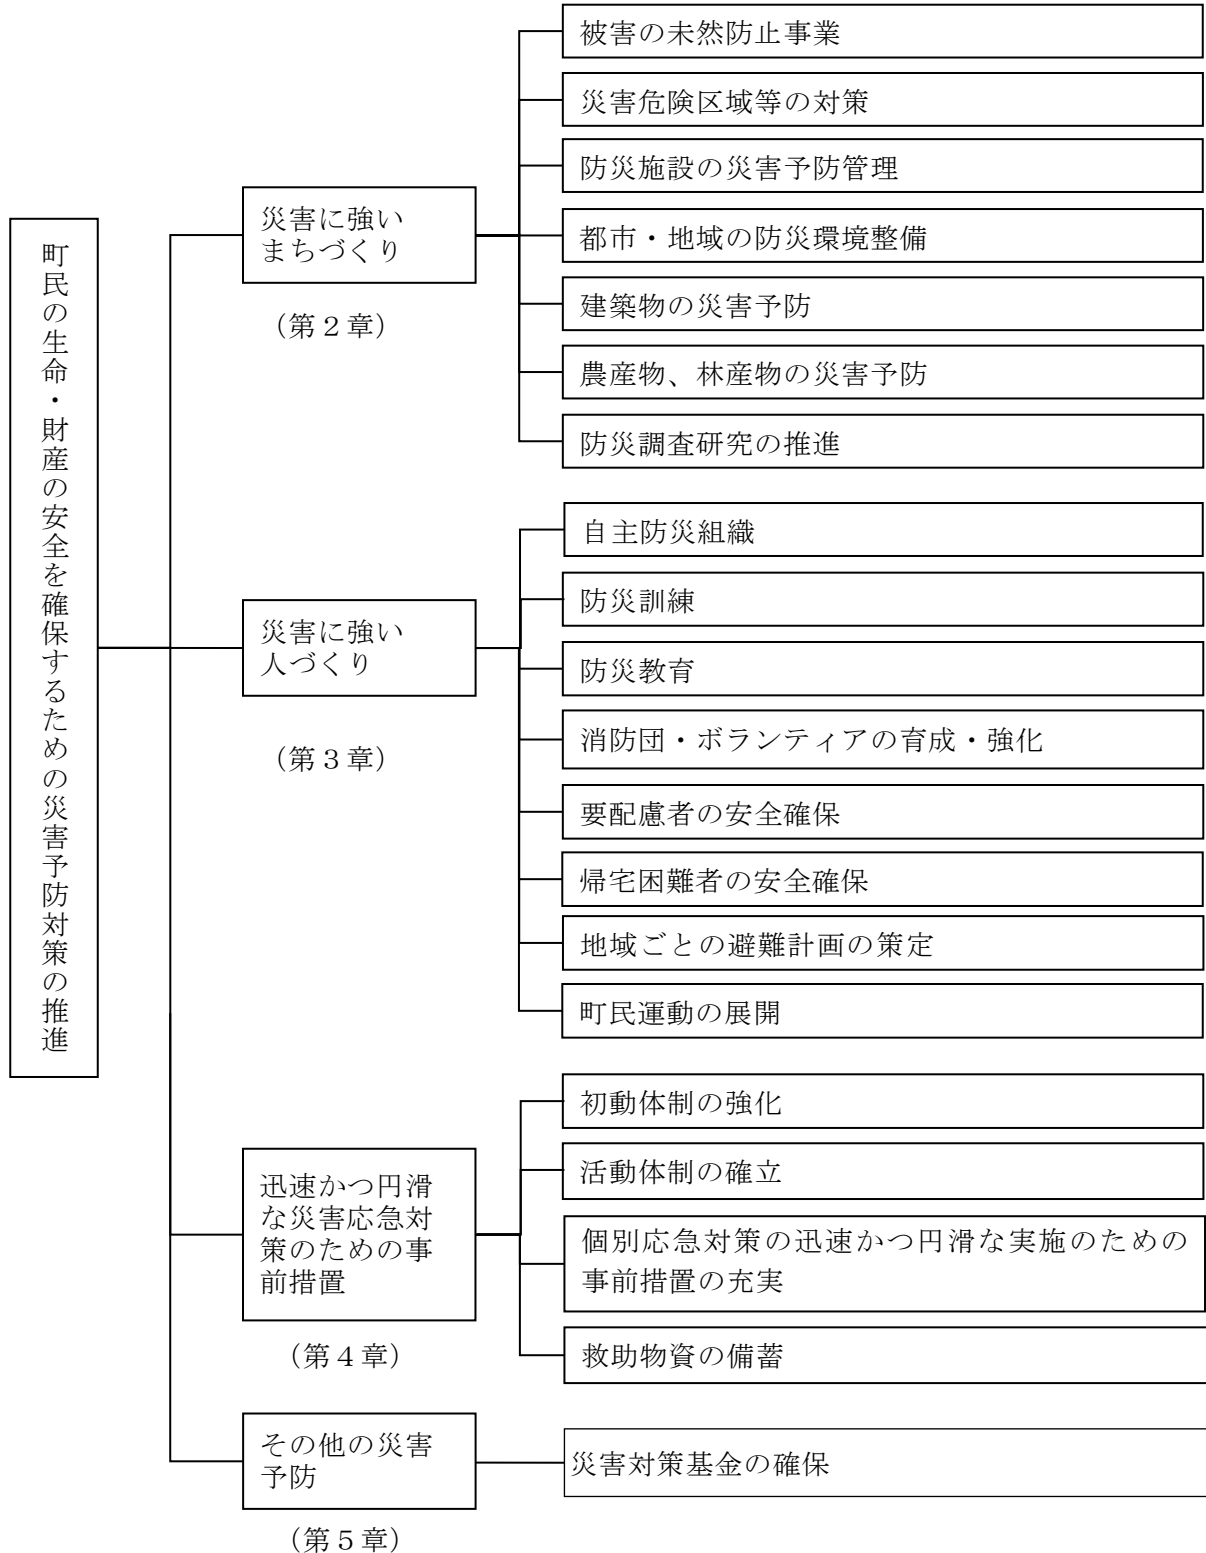 町民の生命・財産の安全を確保するための災害予防対策の推進
災害に強い
まちづくり
（第２章）
被害の未然防止事業
災害危険区域等の対策
防災施設の災害予防管理
都市・地域の防災環境整備
建築物の災害予防
農産物、林産物の災害予防
防災調査研究の推進
災害に強い
人づくり
（第３章）
自主防災組織
防災訓練
防災教育
消防団・ボランティアの育成・強化
要配慮者の安全確保
帰宅困難者の安全確保
地域ごとの避難計画の策定
町民運動の展開
迅速かつ円滑
な災害応急対
策のための事
前措置
（第４章）
初動体制の強化
活動体制の確立
個別応急対策の迅速かつ円滑な実施のための
事前措置の充実
救助物資の備蓄
その他の災害
予防
（第５章）
災害対策基金の確保